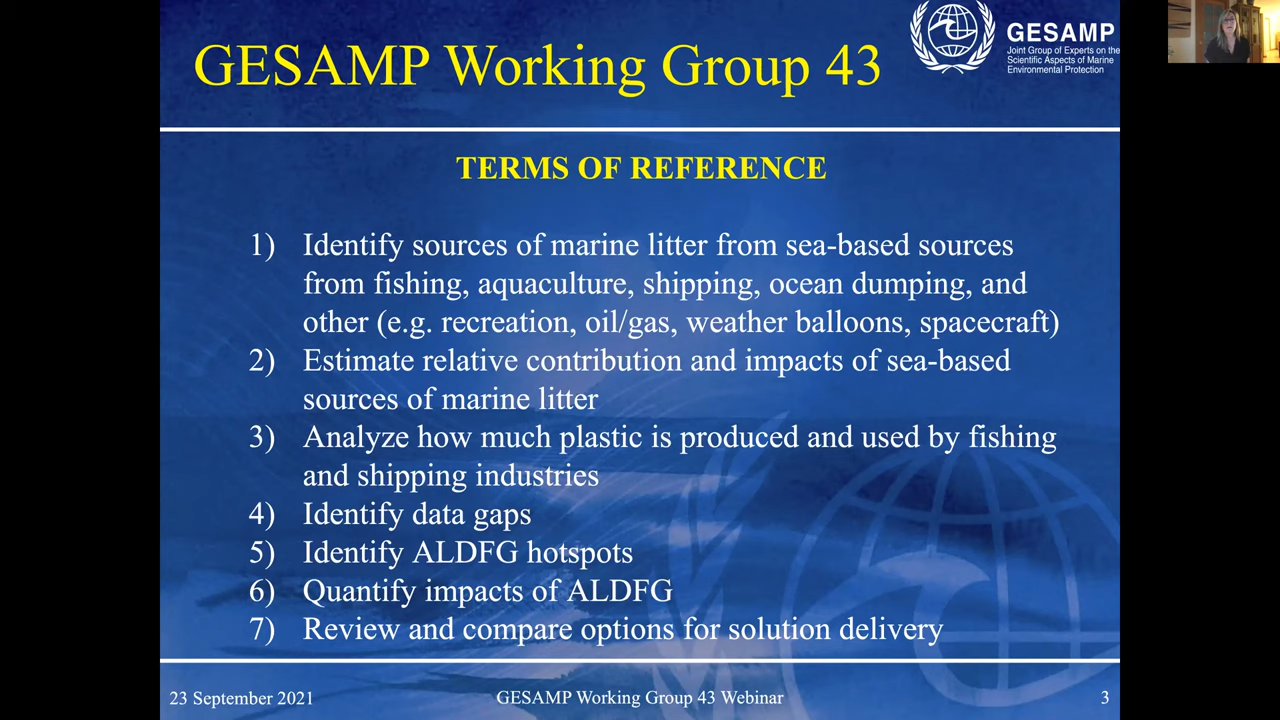 GESAMP Working Group 43
GESAMP
Joint Group of Experts on the
Scientific Aspects of Marine
Environmental Protection
TERMS OF REFERENCE
1) Identify sources of marine litter from sea-based sources
from fishing, aquaculture, shipping, ocean dumping, and
other (e.g. recreation, oil/gas, weather balloons, spacecraft)
2) Estimate relative contribution and impacts of sea-based
sources of marine litter
3) Analyze how much plastic is produced and used by fishing
and shipping industries
4) Identify data gaps
5) Identify ALDFG hotspots
6) Quantify impacts of ALDFG
7) Review and compare options for solution delivery
23 September 2021
GESAMP Working Group 43 Webinar
3